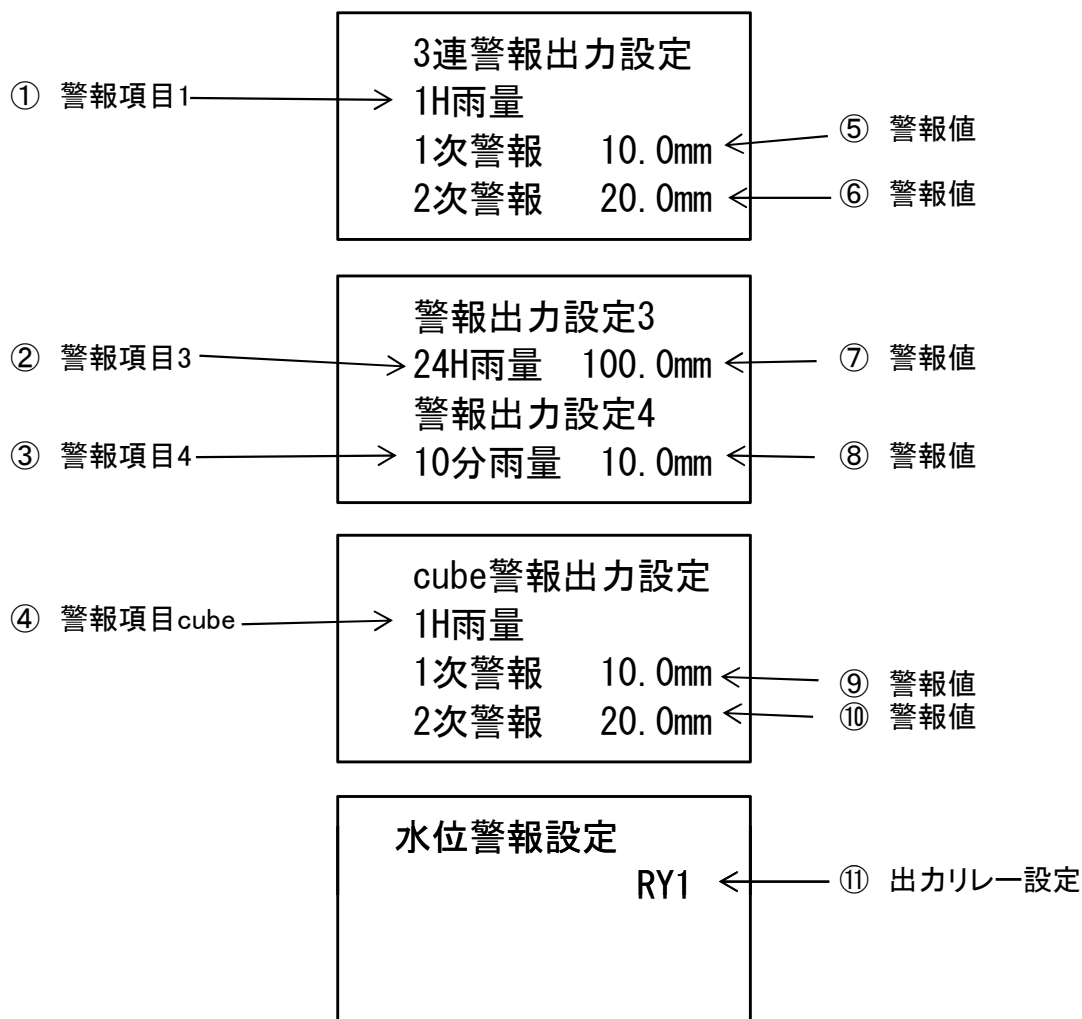 3連警報出力設定
① 警報項目1
1H雨量
1次警報 10.0mm
⑤ 警報値
2次警報 20.0mm
⑥ 警報値
警報出力設定3
② 警報項目3
24H雨量 100.0mm
⑦ 警報値
警報出力設定4
③ 警報項目4
10分雨量 10.0mm
⑧ 警報値
cube警報出力設定
④ 警報項目cube
1H雨量
1次警報 10.0mm
⑨ 警報値
2次警報 20.0mm
⑩ 警報値
水位警報設定
RY1
⑪ 出力リレー設定